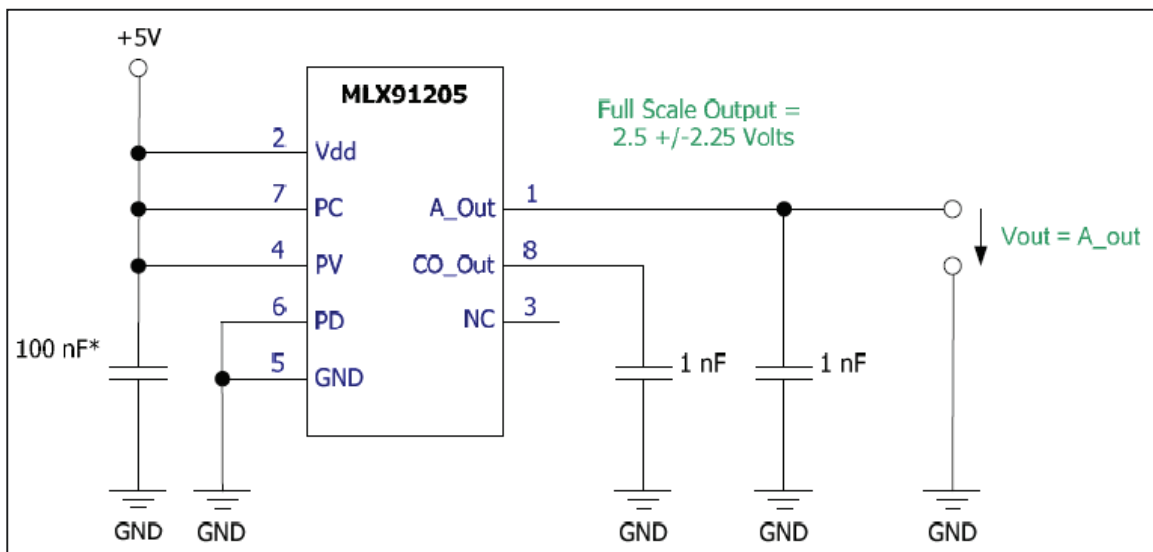 +5V
MLX91205
Full Scale Output =
2.5 +/-2.25 Volts
2 Vdd
7 PC
A_Out 1
Vout = A_out
4 PV
CO_Out 8
6 PD
NC 3
100 nF*
5 GND
1 nF
1 nF
GND
GND
GND
GND
GND